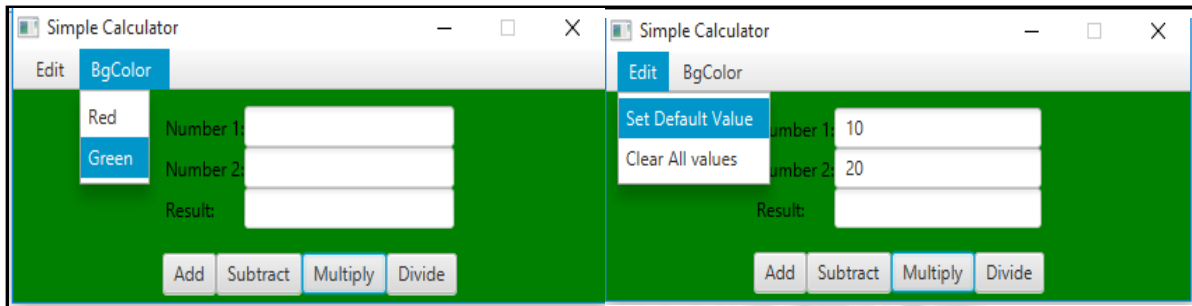 Simple Calculator
Edit BgColor
Red
Green
Number 1:
Number 2:
Result:
Add Subtract Multiply Divide
Simple Calculator
Edit BgColor
Set Default Value
Clear All values
umber 1: 10
umber 2: 20
Result:
Add Subtract Multiply Divide